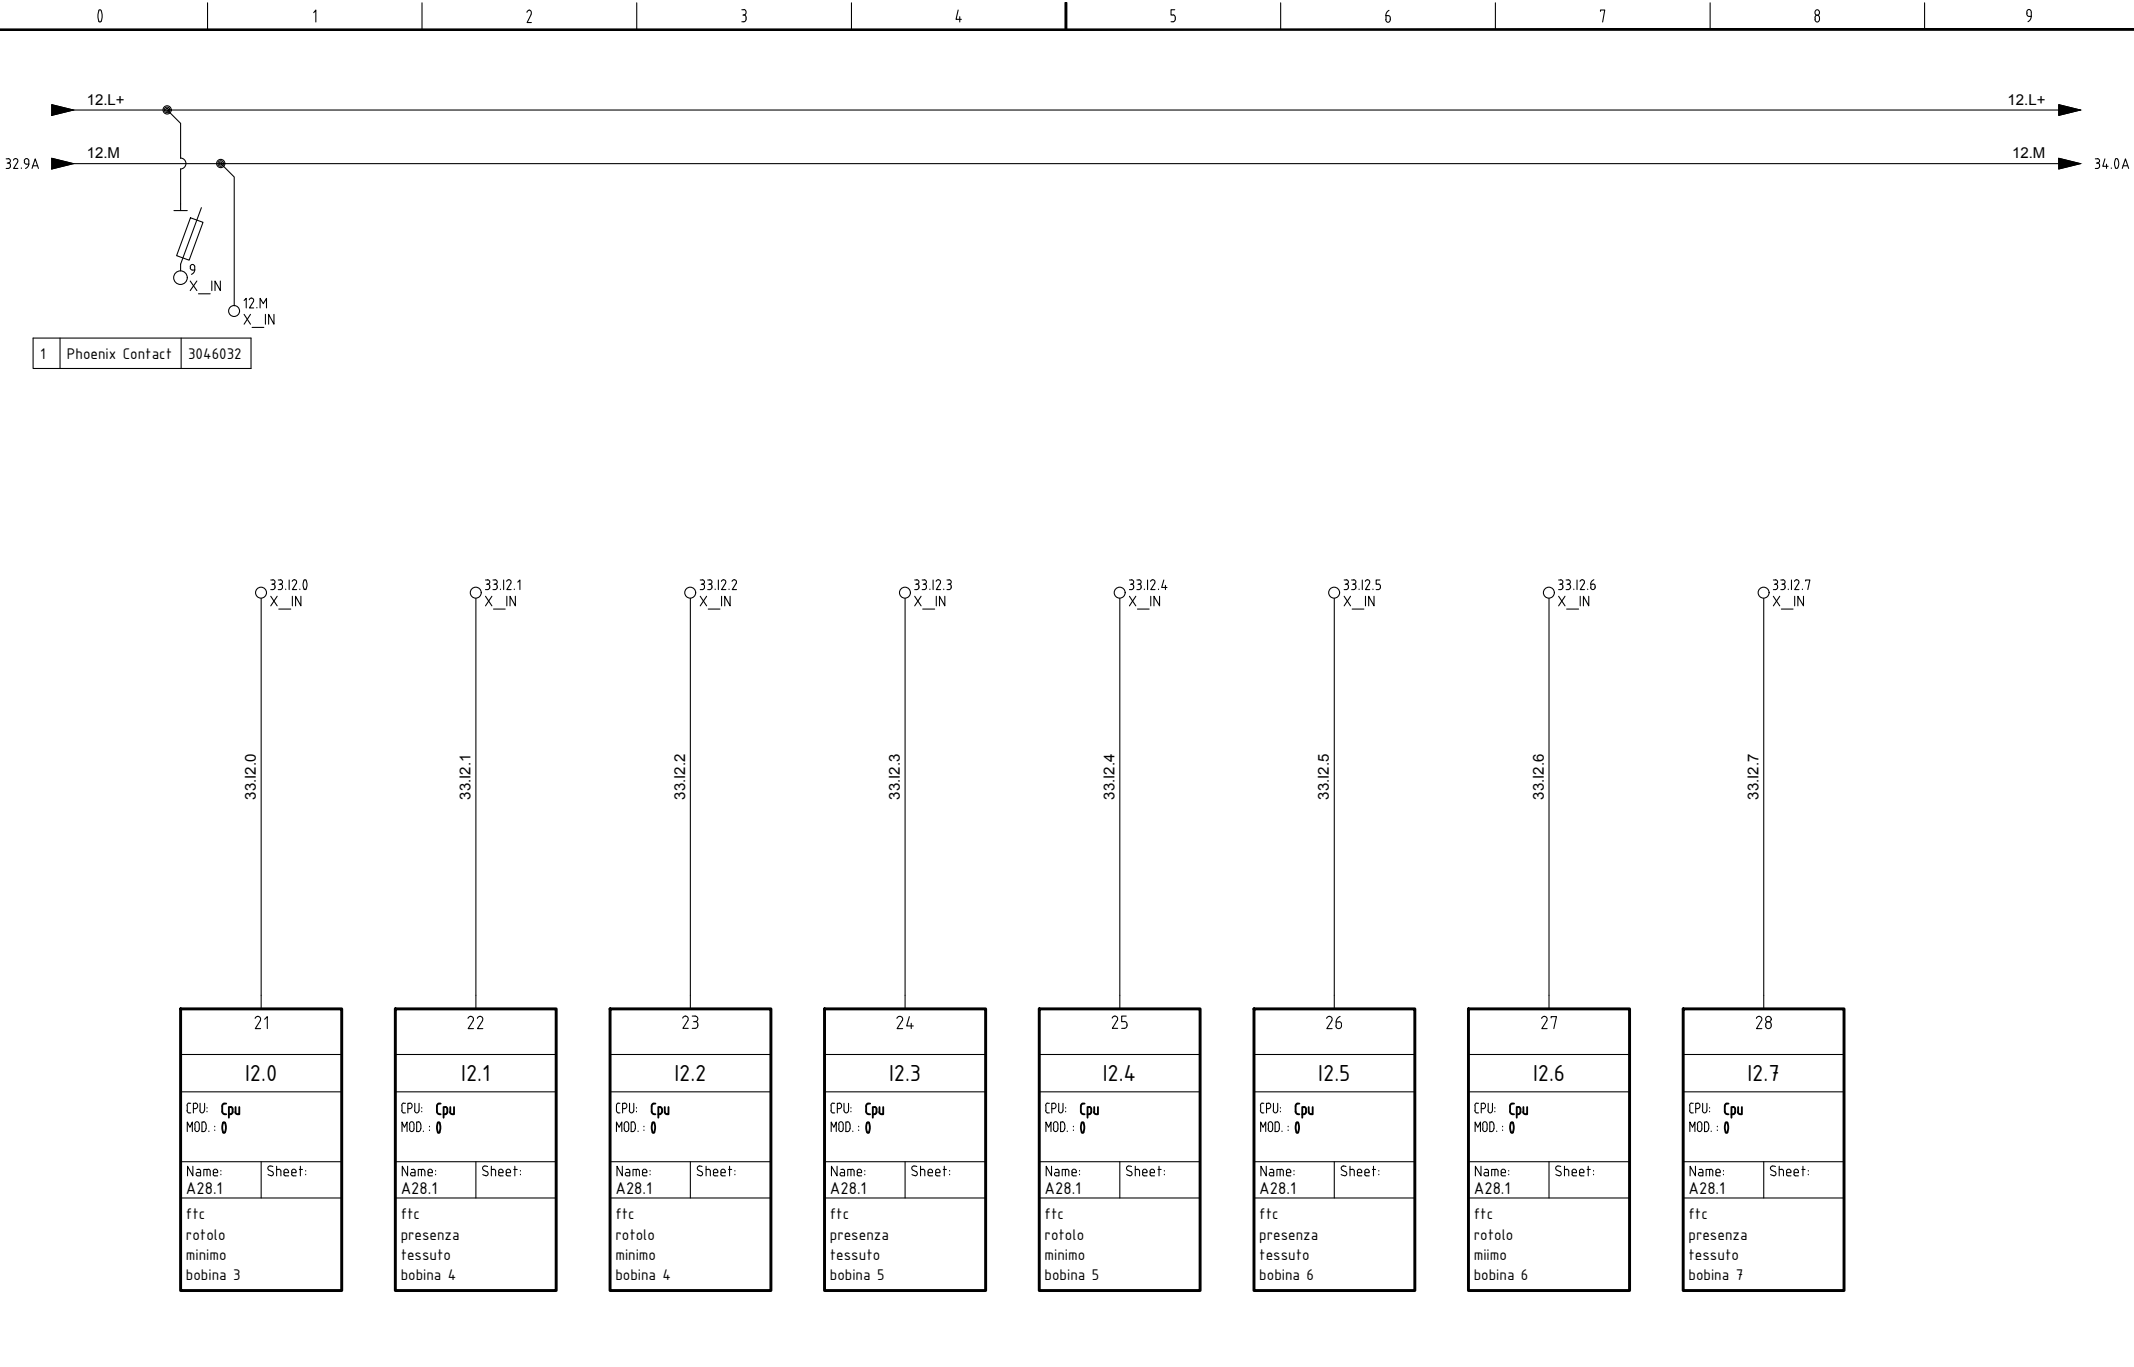 0 1 2 3 4 5 6 7 8 9
12.L+ 12.L+
32.9A 12.M 12.M 34.0A
9
X__IN
12.M
X__IN
1 Phoenix Contact 3046032
33.I2.0 33.I2.1 33.I2.2 33.I2.3 33.I2.4 33.I2.5 33.I2.6 33.I2.7
X__IN X__IN X__IN X__IN X__IN X__IN X__IN X__IN
33.I2.0 33.I2.1 33.I2.2 33.I2.3 33.I2.4 33.I2.5 33.I2.6 33.I2.7
21 22 23 24 25 26 27 28
I2.0 I2.1 I2.2 I2.3 I2.4 I2.5 I2.6 I2.7
CPU: Cpu CPU: Cpu CPU: Cpu CPU: Cpu CPU: Cpu CPU: Cpu CPU: Cpu CPU: Cpu
MOD. : 0 MOD. : 0 MOD. : 0 MOD. : 0 MOD. : 0 MOD. : 0 MOD. : 0 MOD. : 0
Name: Sheet: Name: Sheet: Name: Sheet: Name: Sheet: Name: Sheet: Name: Sheet: Name: Sheet: Name: Sheet:
A28.1 A28.1 A28.1 A28.1 A28.1 A28.1 A28.1 A28.1
ftc ftc ftc ftc ftc ftc ftc ftc
rotolo presenza rotolo presenza rotolo presenza rotolo presenza
minimo tessuto minimo tessuto minimo tessuto miimo tessuto
bobina 3 bobina 4 bobina 4 bobina 5 bobina 5 bobina 6 bobina 6 bobina 7